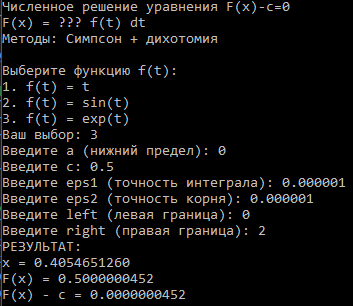 Численное решение уравнения F(x)-c=0
F(x) = ??? f(t) dt
Методы: Симпсон + дихотомия
Выберите функцию f(t):
1. f(t) = t
2. f(t) = sin(t)
3. f(t) = exp(t)
Ваш выбор: 3
Введите a (нижний предел): 0
Введите c: 0.5
Введите eps1 (точность интеграла): 0.000001
Введите eps2 (точность корня): 0.000001
Введите left (левая граница): 0
Введите right (правая граница): 2
РЕЗУЛЬТАТ:
x = 0.4054651260
F(x) = 0.5000000452
F(x) - c = 0.0000000452